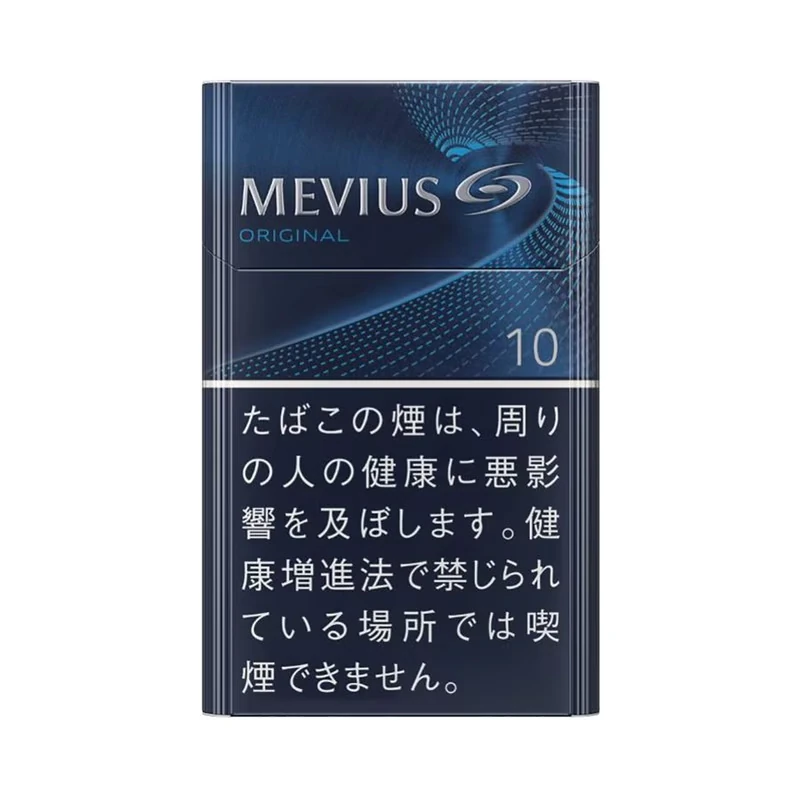 MEVIUS
ORIGINAL
10
たばこの煙は、周り
の人の健康に悪影
響を及ぼします。健
康増進法で禁じられ
ている場所では喫
煙できません。